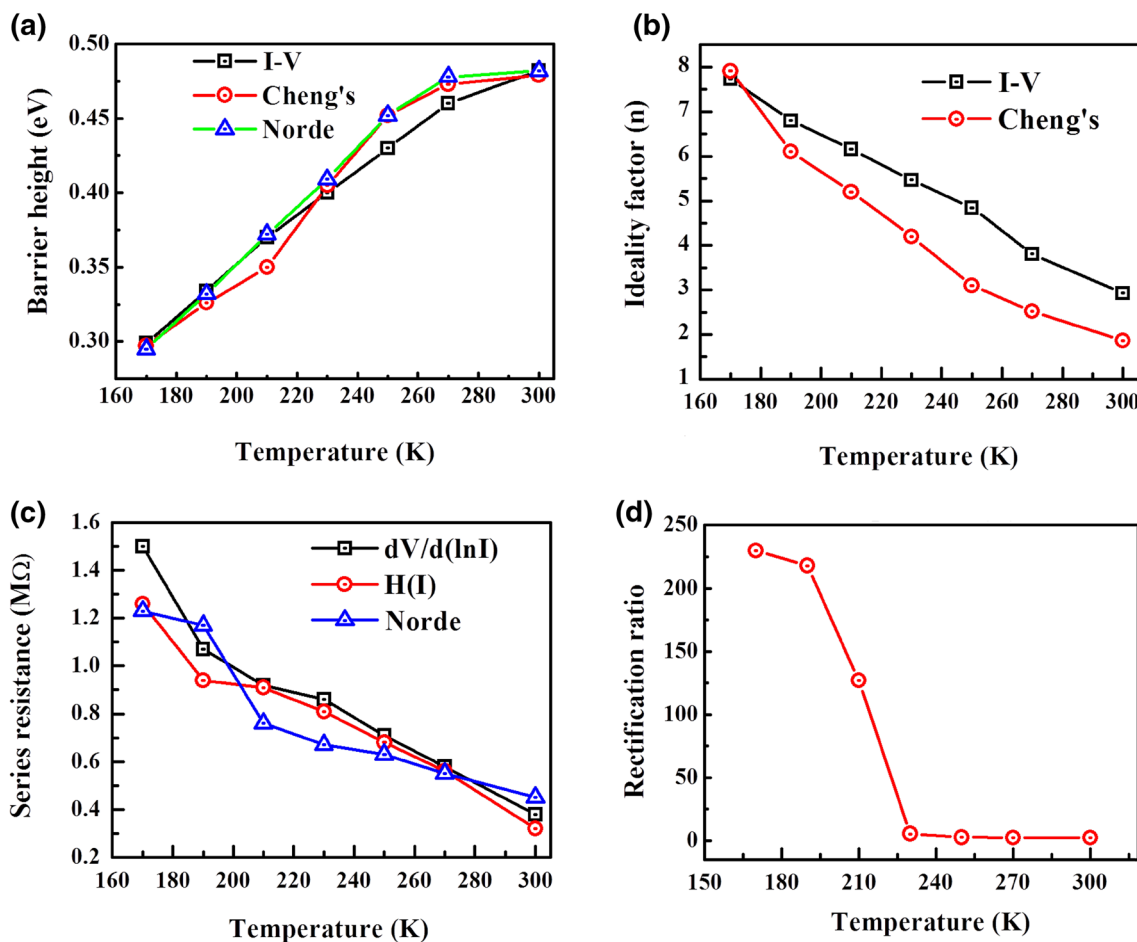 (a)
0.50
0.45
0.40
0.35
0.30
Barrier height (eV)
I-V
Cheng's
Norde
160 180 200 220 240 260 280 300
Temperature (K)
(b)
8
7
6
5
4
3
2
1
Ideality factor (n)
I-V
Cheng's
160 180 200 220 240 260 280 300
Temperature (K)
(c)
1.6
1.4
1.2
1.0
0.8
0.6
0.4
0.2
Series resistance (MΩ)
dV/d(lnI)
H(I)
Norde
160 180 200 220 240 260 280 300
Temperature (K)
(d)
250
200
150
100
50
0
Rectification ratio
150 180 210 240 270 300
Temperature (K)